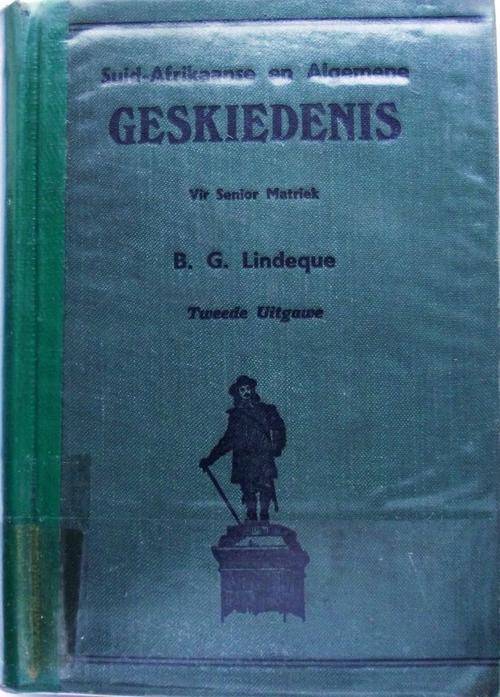 Suid-Afrikaanse en Algemene
GESKIEDENIS
Vir Senior Matriek
B. G. Lindeque
Tweede Uitgawe